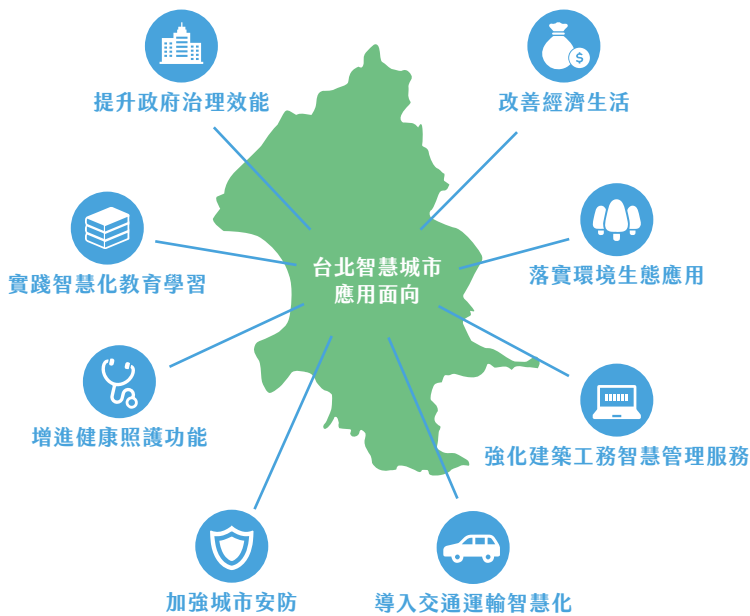 提升政府治理效能
改善經濟生活
實踐智慧化教育學習
台北智慧城市
應用面向
落實環境生態應用
增進健康照護功能
強化建築工務智慧管理服務
加強城市安防
導入交通運輸智慧化
$